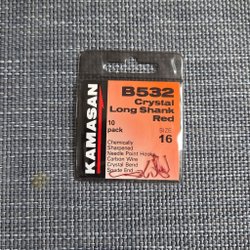 KAMASAN
B532
Crystal
Long Shank
Red
10
pack
SIZE
16
Chemically
Sharpened
Needle Point Hooks
Carbon Wire
Crystal Bend
Spade End